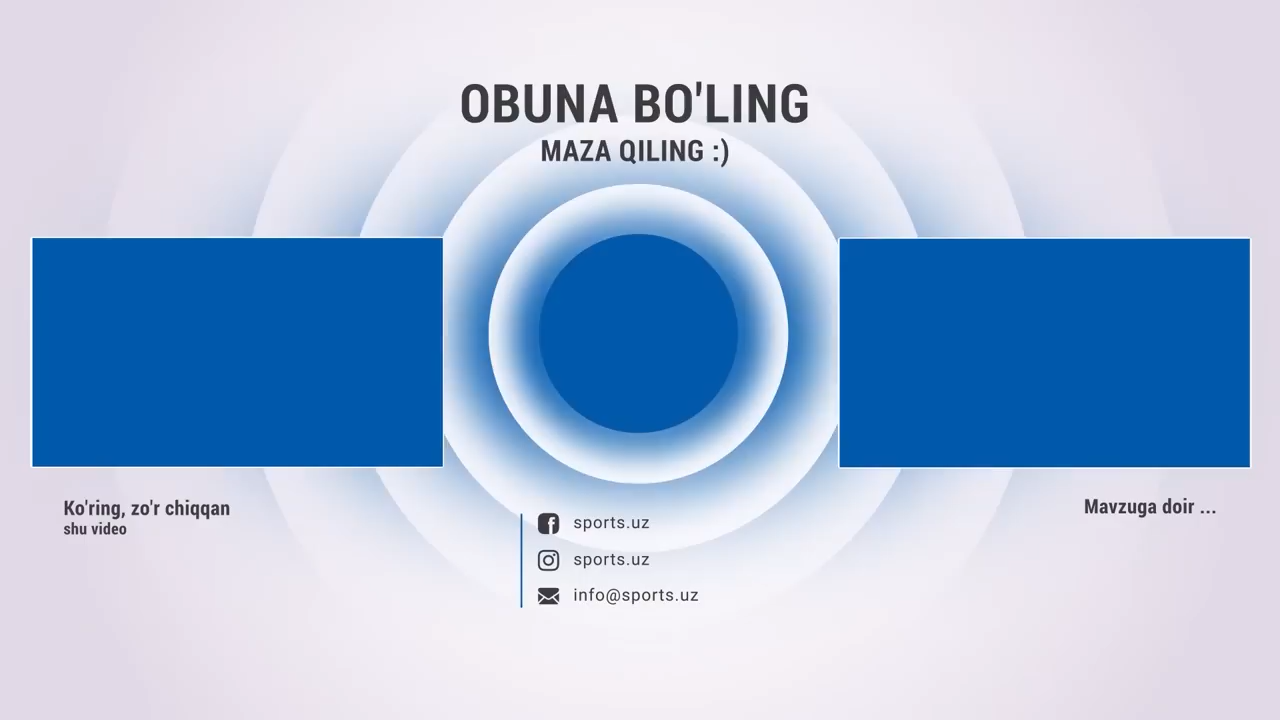 OBUNA BO'LING
MAZA QILING :)
Ko'ring, zo'r chiqqan
shu video
Mavzuga doir ...
sports.uz
sports.uz
info@sports.uz